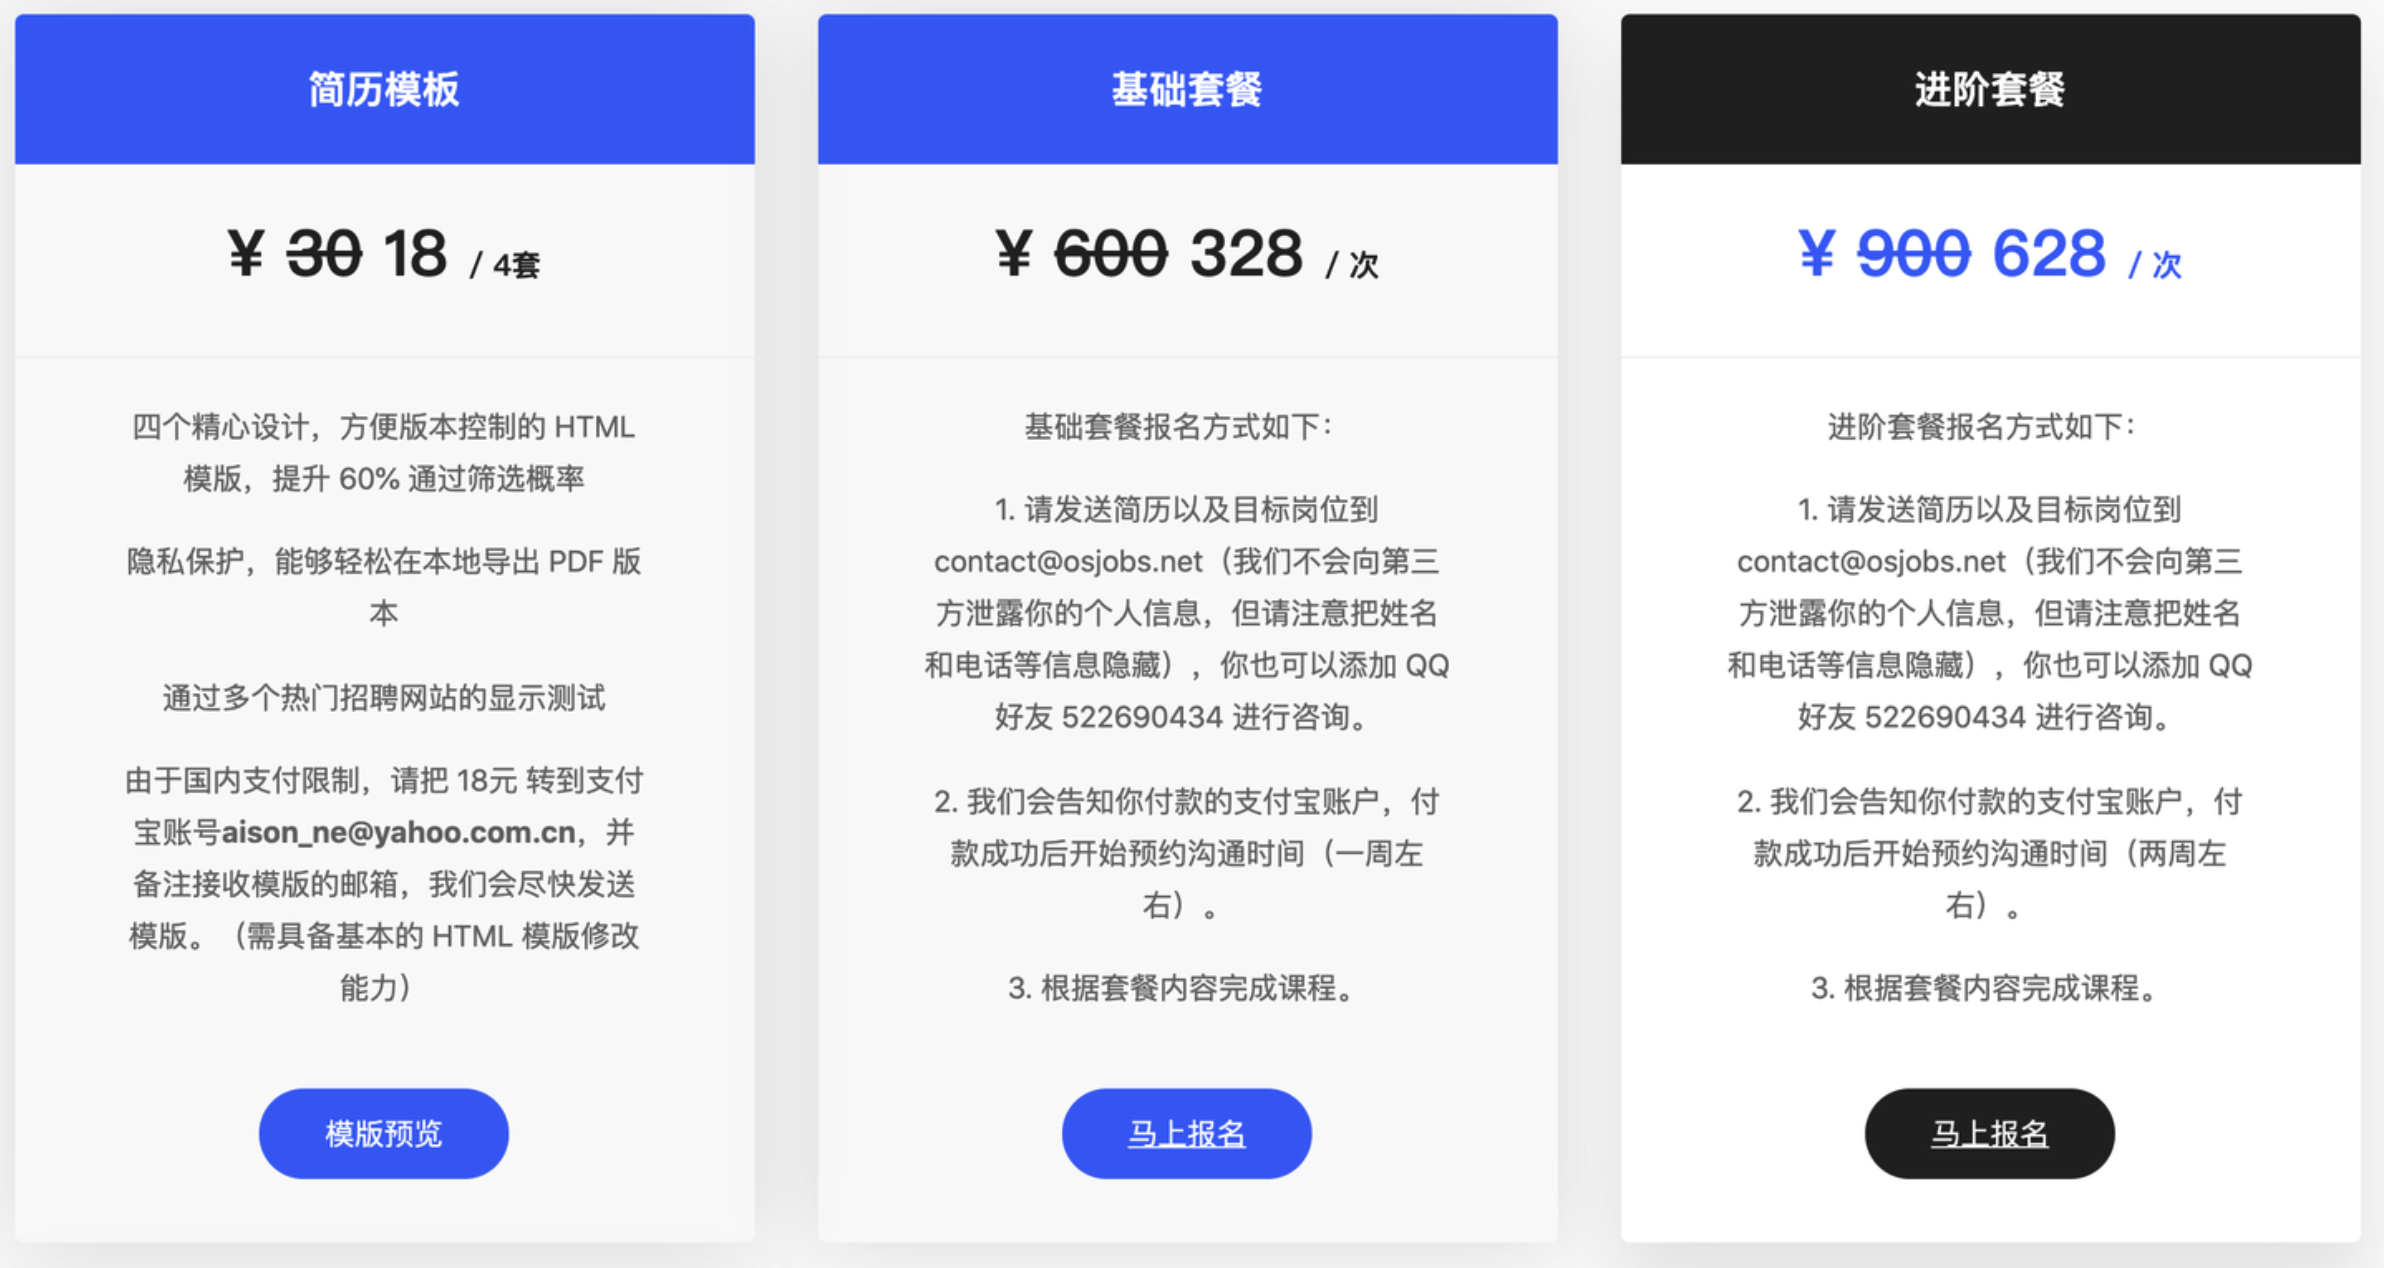 简历模板
¥ 30 18 / 4套
四个精心设计，方便版本控制的 HTML
模版，提升 60% 通过筛选概率
隐私保护，能够轻松在本地导出 PDF 版
本
通过多个热门招聘网站的显示测试
由于国内支付限制，请把 18元 转到支付
宝账号aison_ne@yahoo.com.cn，并
备注接收模版的邮箱，我们会尽快发送
模版。（需具备基本的 HTML 模版修改
能力）
模版预览
基础套餐
¥ 600 328 / 次
基础套餐报名方式如下：
1. 请发送简历以及目标岗位到
contact@osjobs.net（我们不会向第三
方泄露你的个人信息，但请注意把姓名
和电话等信息隐藏），你也可以添加 QQ
好友 522690434 进行咨询。
2. 我们会告知你付款的支付宝账户，付
款成功后开始预约沟通时间（一周左
右）。
3. 根据套餐内容完成课程。
马上报名
进阶套餐
¥ 900 628 / 次
进阶套餐报名方式如下：
1. 请发送简历以及目标岗位到
contact@osjobs.net（我们不会向第三
方泄露你的个人信息，但请注意把姓名
和电话等信息隐藏），你也可以添加 QQ
好友 522690434 进行咨询。
2. 我们会告知你付款的支付宝账户，付
款成功后开始预约沟通时间（两周左
右）。
3. 根据套餐内容完成课程。
马上报名